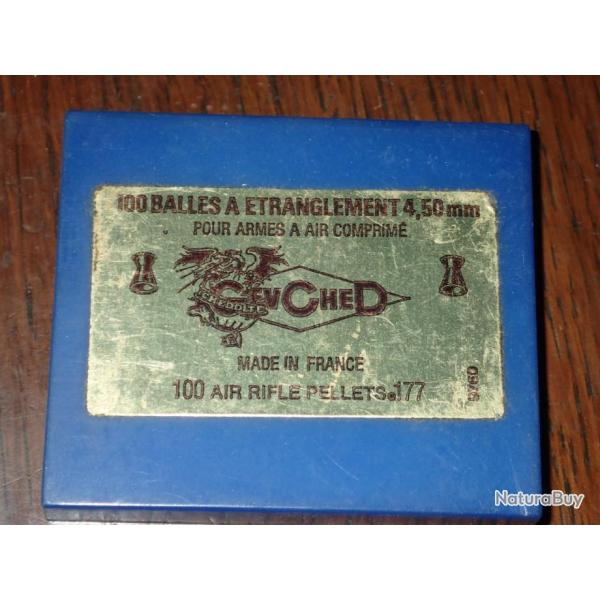 100 BALLES A ETRANGLEMENT 4,50 mm
POUR ARMES A AIR COMPRIMÉ
GEVCHED
MADE IN FRANCE
100 AIR RIFLE PELLETS.177
NaturaBuy